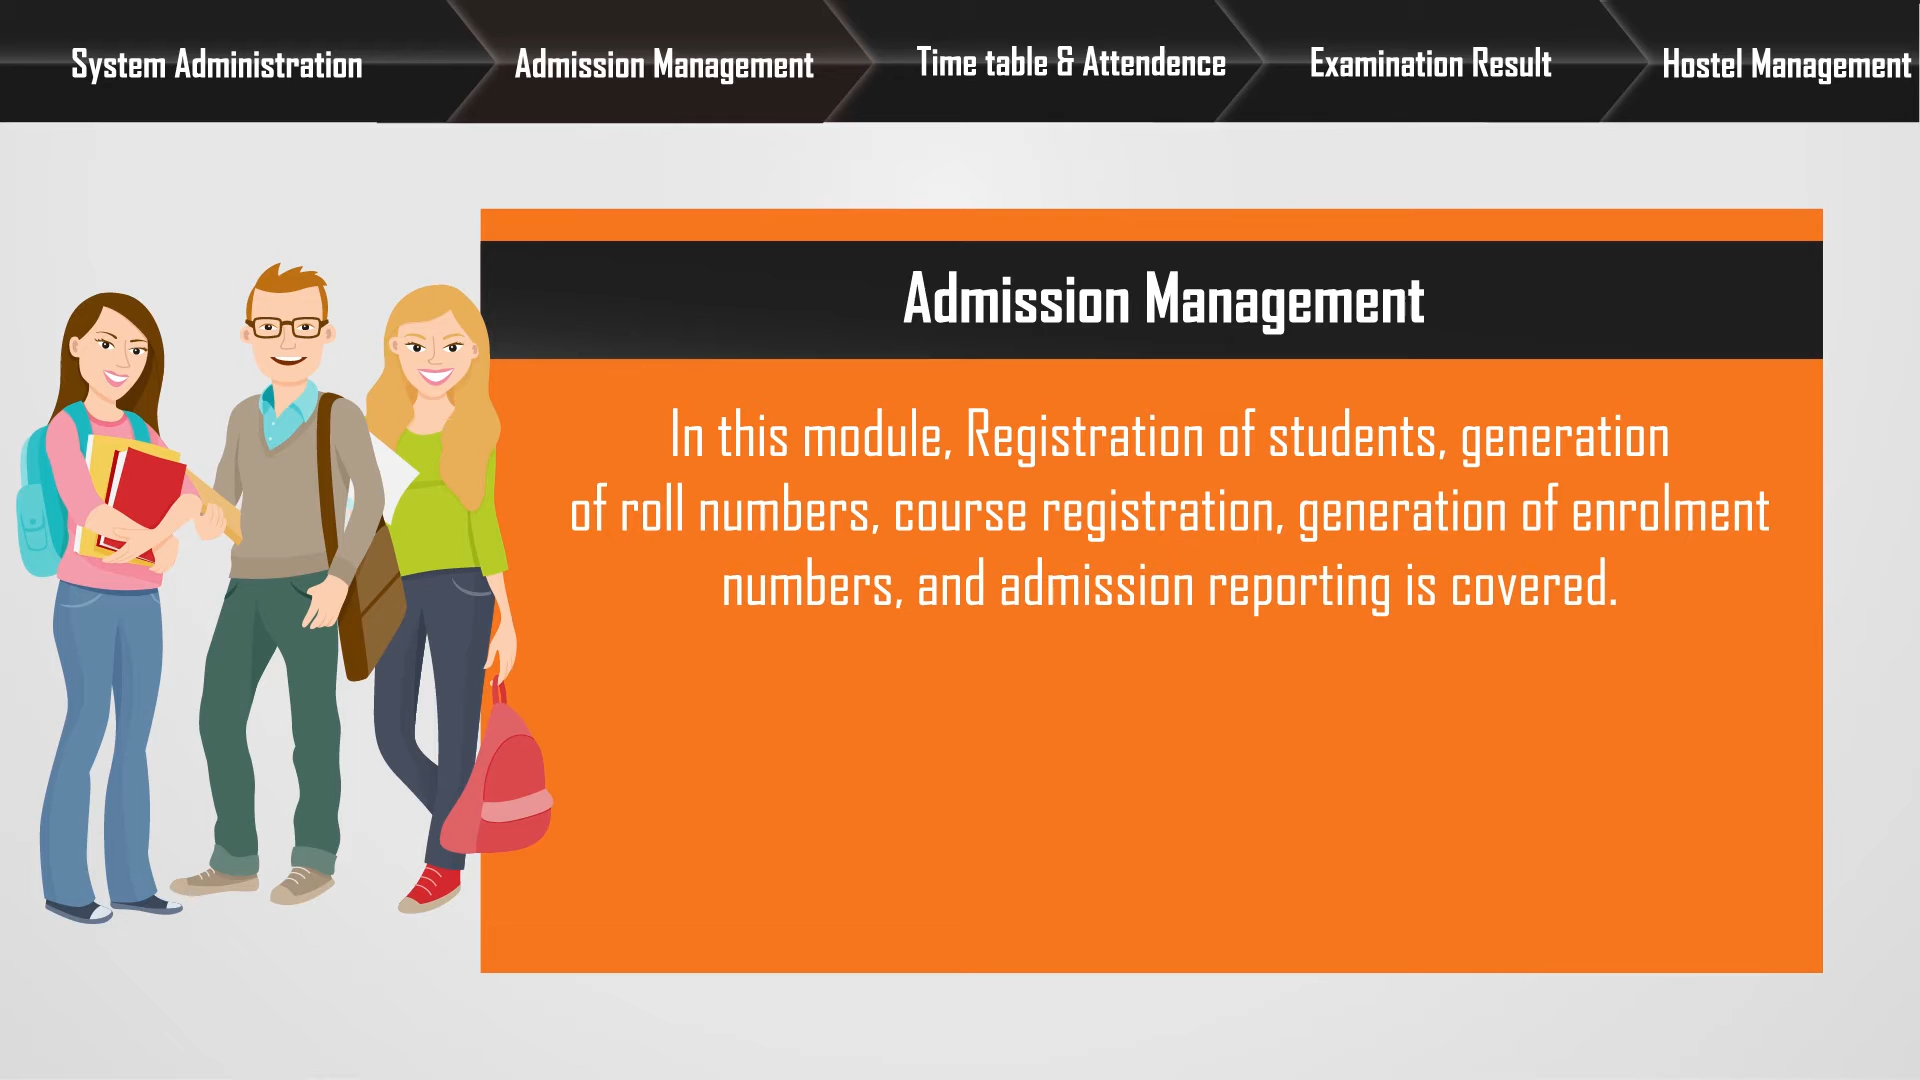 System Administration
Admission Management
Time table & Attendence
Examination Result
Hostel Management
Admission Management
In this module, Registration of students, generation
of roll numbers, course registration, generation of enrolment
numbers, and admission reporting is covered.